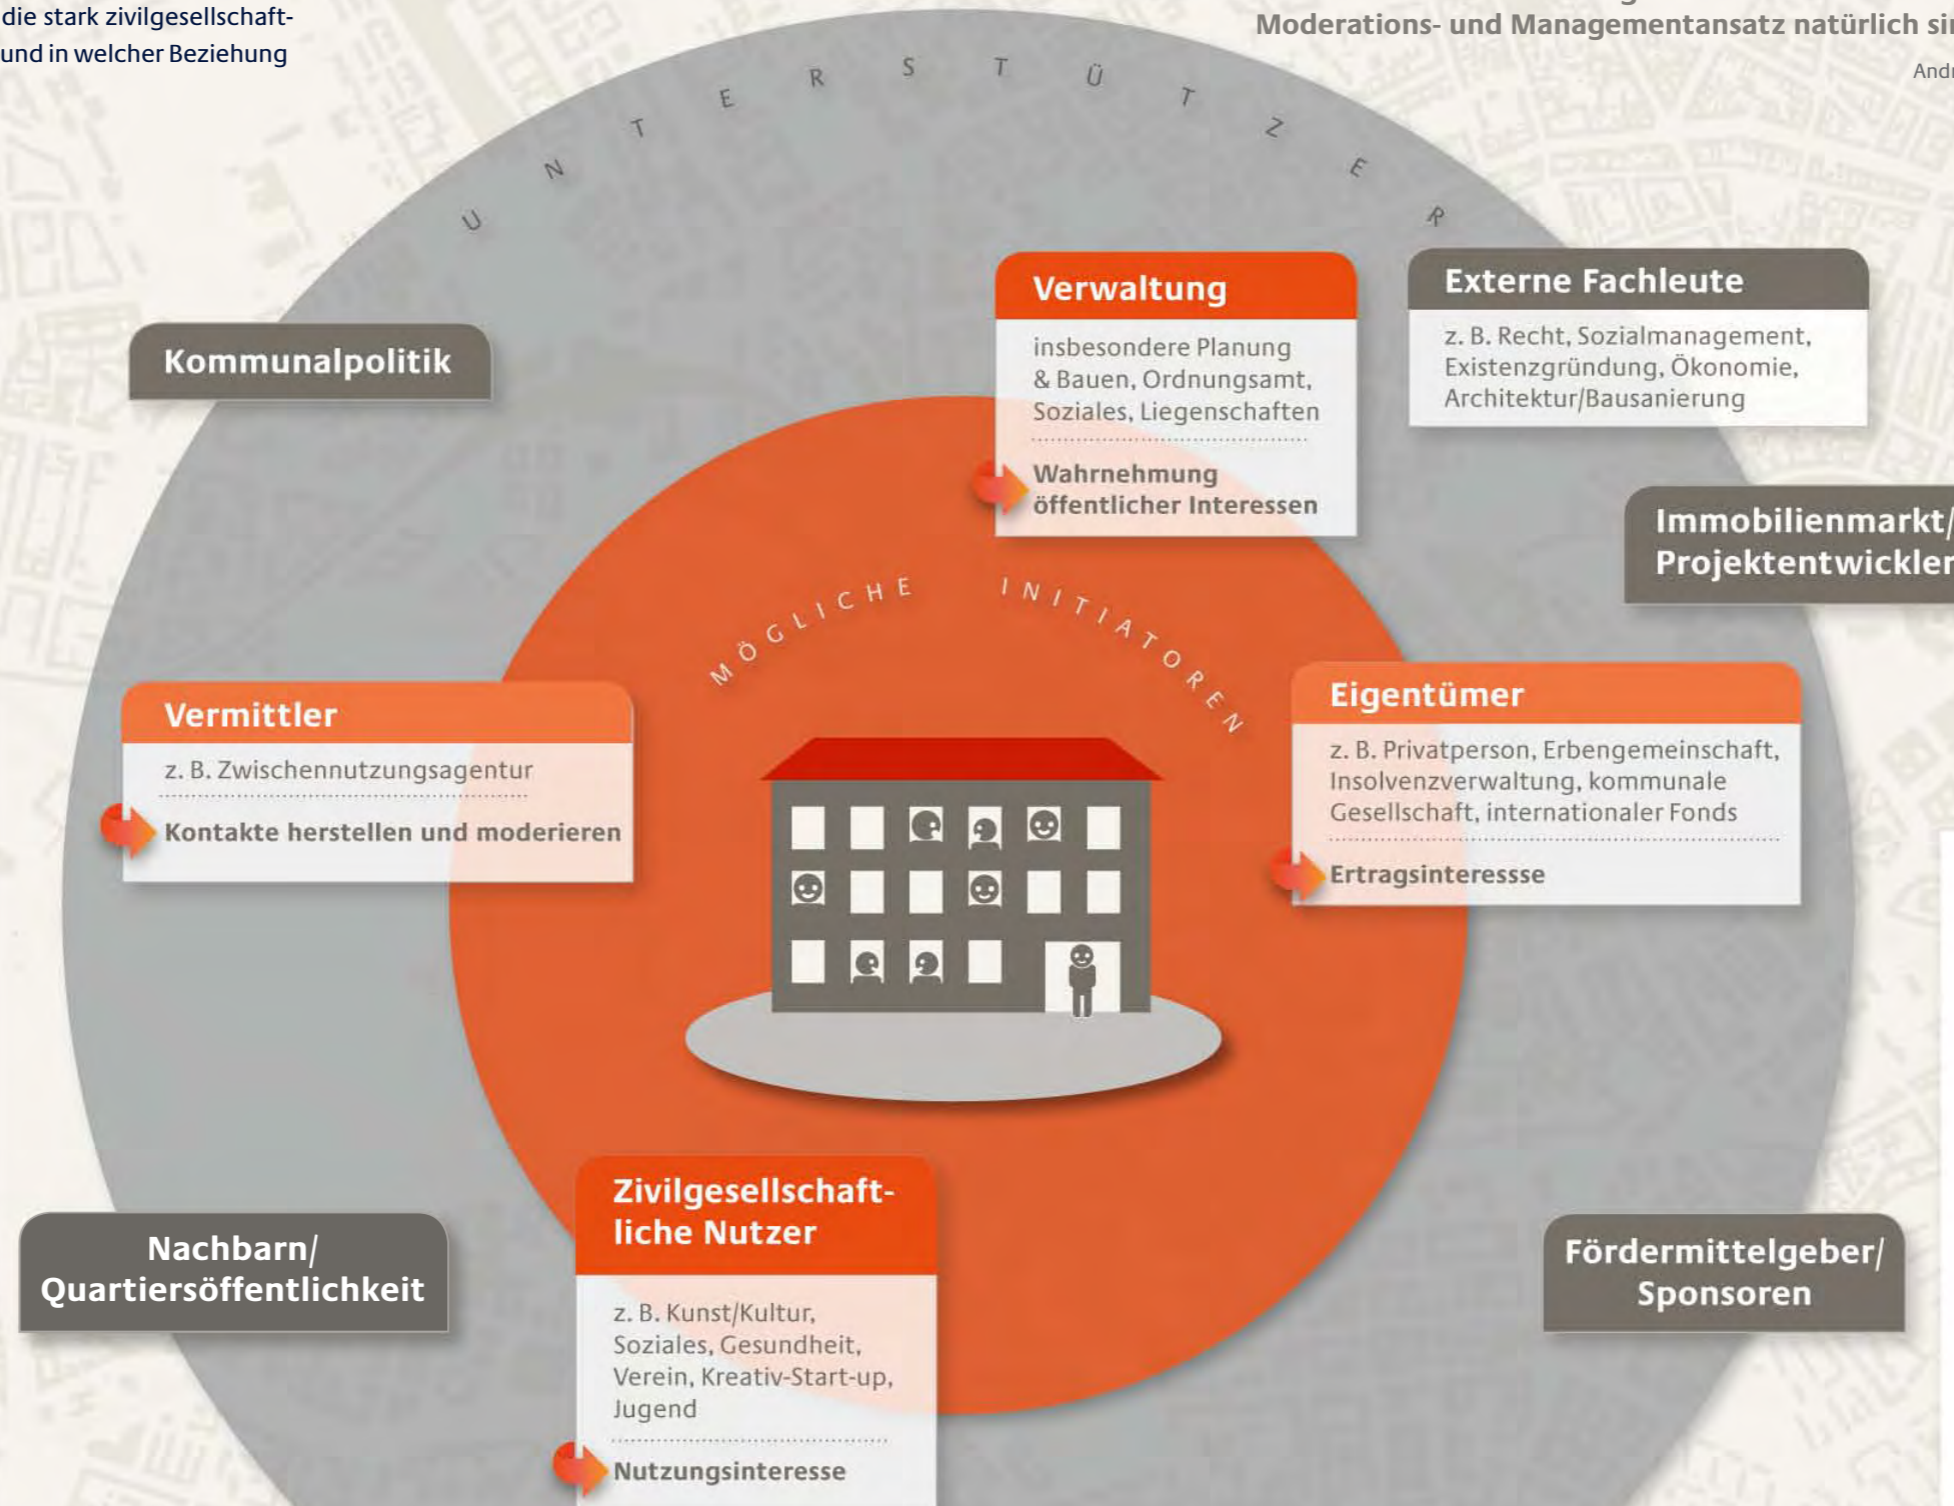 die stark zivilgesellschaft-
und in welcher Beziehung
Moderations- und Managementansatz natürlich
UNTERSTÜTZER
Verwaltung
insbesondere Planung
& Bauen, Ordnungsamt,
Soziales, Liegenschaften
Wahrnehmung
öffentlicher Interessen
Externe Fachleute
z. B. Recht, Sozialmanagement,
Existenzgründung, Ökonomie,
Architektur/Bausanierung
Kommunalpolitik
Immobilienmarkt/
Projektentwickler
MÖGLICHE INITIATOREN
Vermittler
z. B. Zwischennutzungsagentur
Kontakte herstellen und moderieren
Eigentümer
z. B. Privatperson, Erbengemeinschaft,
Insolvenzverwaltung, kommunale
Gesellschaft, internationaler Fonds
Ertragsinteressse
Nachbarn/
Quartiersöffentlichkeit
Zivilgesellschaft-
liche Nutzer
z. B. Kunst/Kultur,
Soziales, Gesundheit,
Verein, Kreativ-Start-up,
Jugend
Nutzungsinteresse
Fördermittelgeber/
Sponsoren